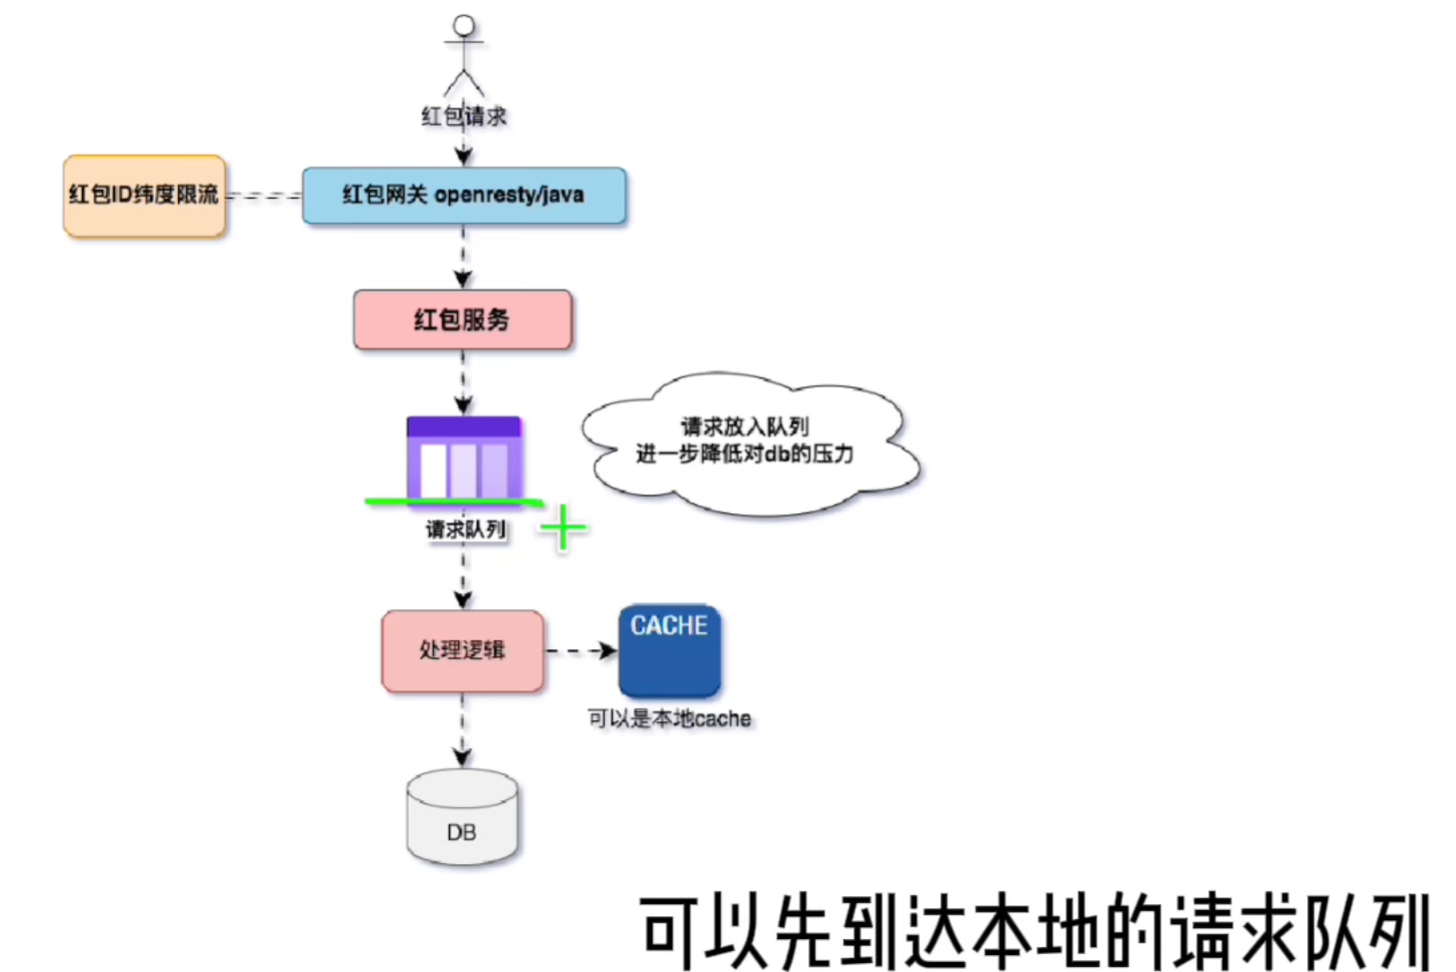 红包请求
红包ID纬度限流
红包网关 openresty/java
红包服务
请求放入队列
进一步降低对db的压力
请求队列
处理逻辑
CACHE
可以是本地cache
DB
可以先到达本地的请求队列